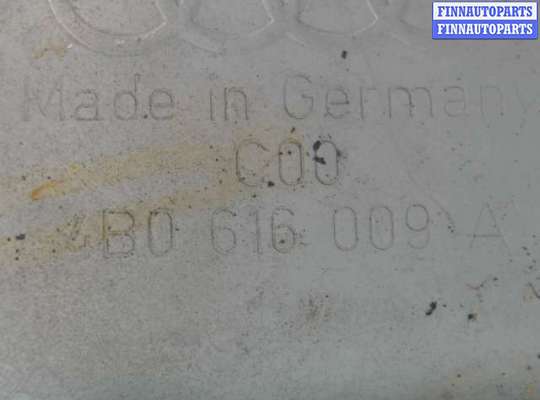 FINNAUTOPARTS
FINNAUTOPARTS
Made in Germany
C00
4B0 616 009 A